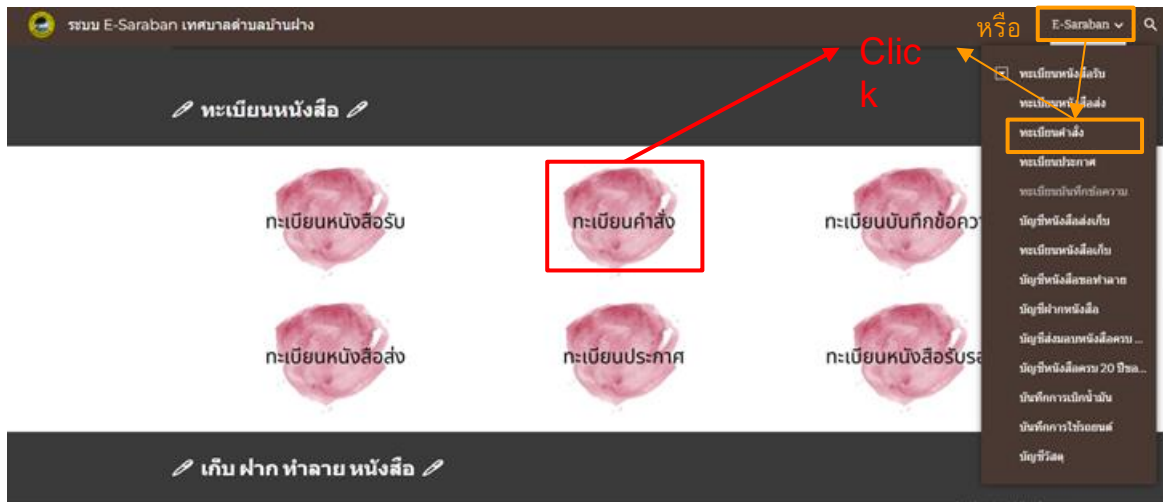 ระบบ E-Saraban เทศบาลตำบลบ้านฝาง
หรือ
E-Saraban
Clic
k
ทะเบียนหนังสือ
ทะเบียนหนังสือรับ
ทะเบียนคำสั่ง
ทะเบียนบันทึกข้อควา
ทะเบียนหนังสือส่ง
ทะเบียนประกาศ
ทะเบียนหนังสือรับรอ
เก็บ ฝาก ทำลาย หนังสือ
ทะเบียนหนังสือรับ
ทะเบียนหนังสือส่ง
ทะเบียนคำสั่ง
ทะเบียนประกาศ
ทะเบียนบันทึกข้อความ
บัญชีหนังสือส่งเก็บ
ทะเบียนหนังสือเก็บ
บัญชีหนังสือขอทำลาย
บัญชีฝากหนังสือ
บัญชีส่งมอบหนังสือครบ ...
บัญชีหนังสือครบ 20 ปีขอ...
บันทึกการเบิกน้ำมัน
บันทึกการใช้รถยนต์
บัญชีวัสดุ